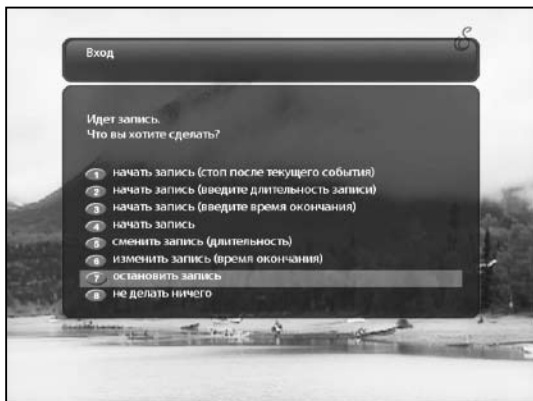 Вход
Идет запись.
Что вы хотите сделать?
1 начать запись (стоп после текущего события)
2 начать запись (введите длительность записи)
3 начать запись (введите время окончания)
4 начать запись
5 сменить запись (длительность)
6 изменить запись (время окончания)
7 остановить запись
8 не делать ничего